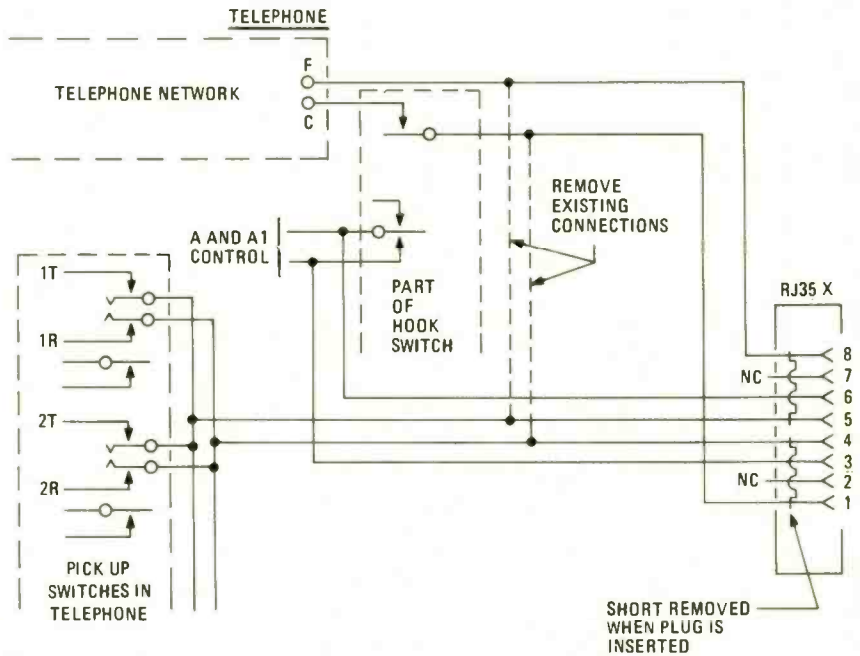 TELEPHONE
TELEPHONE NETWORK
F
C
A AND A1
CONTROL
PART
OF
HOOK
SWITCH
REMOVE
EXISTING
CONNECTIONS
1T
1R
2T
2R
PICK UP
SWITCHES IN
TELEPHONE
RJ35 X
8
NC 7
6
5
4
3
NC 2
1
SHORT REMOVED
WHEN PLUG IS
INSERTED